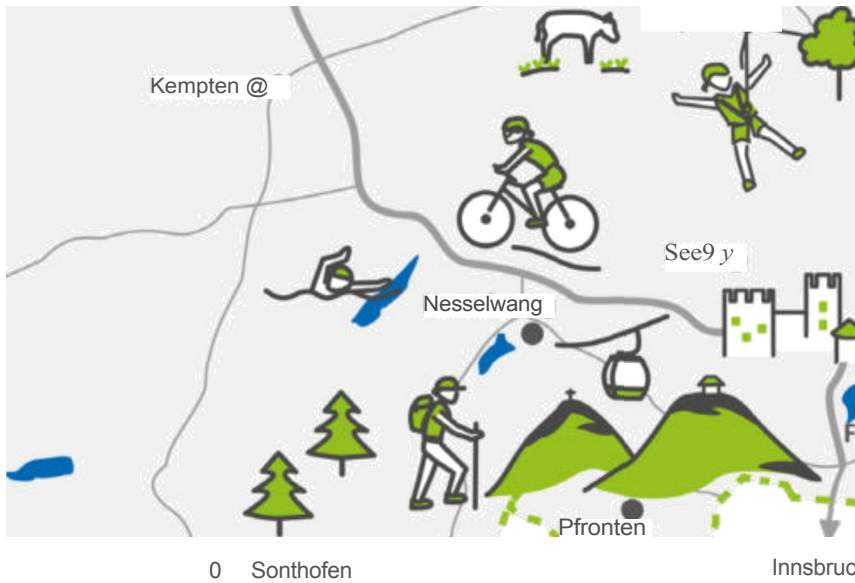 Kempten @
See9 y
Nesselwang
F
Pfronten
0 Sonthofen
Innsbruc